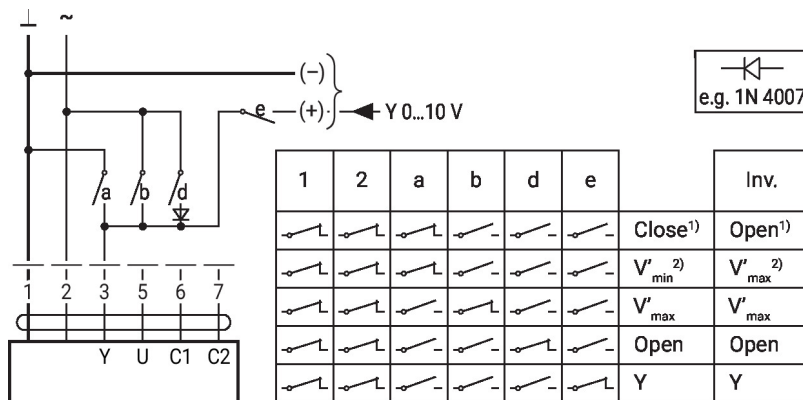 ⊥ ~
(–)
e (+) Y 0...10 V
e.g. 1N 4007
a b d
1 2 3 5 6 7
Y U C1 C2
1 2 a b d e Inv.
Close¹⁾ Open¹⁾
V'min²⁾ V'max²⁾
V'max V'max
Open Open
Y Y